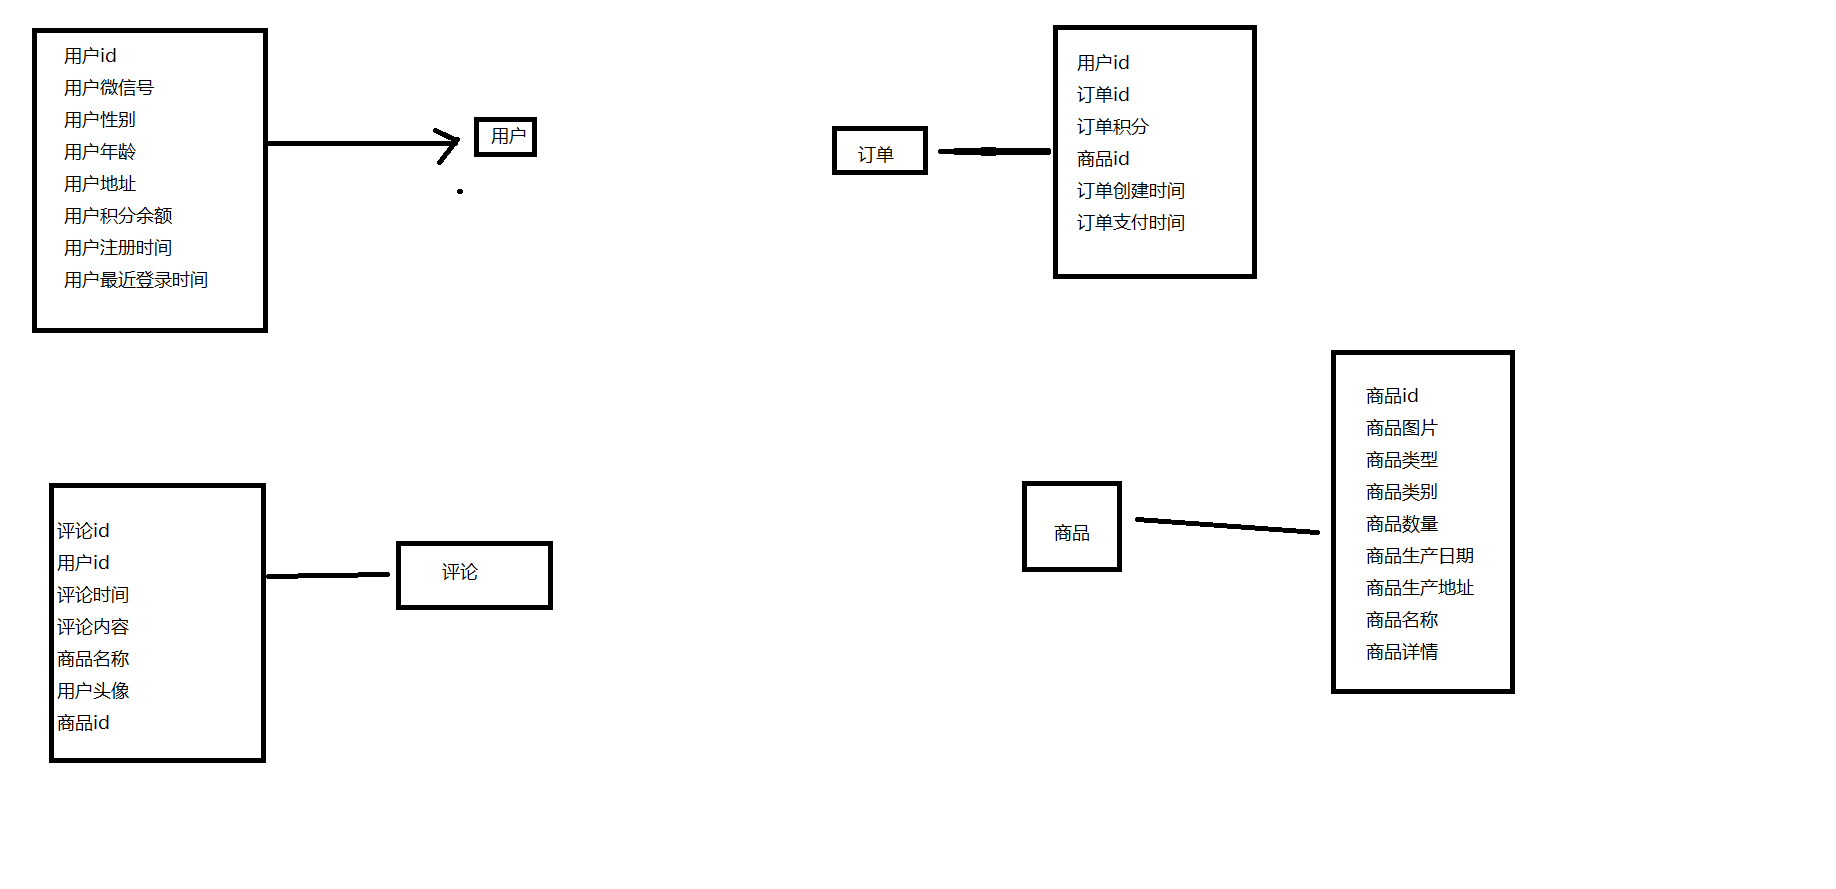 用户id
用户微信号
用户性别
用户年龄
用户地址
用户积分余额
用户注册时间
用户最近登录时间
用户
订单
用户id
订单id
订单积分
商品id
订单创建时间
订单支付时间
评论id
用户id
评论时间
评论内容
商品名称
用户头像
商品id
评论
商品
商品id
商品图片
商品类型
商品类别
商品数量
商品生产日期
商品生产地址
商品名称
商品详情